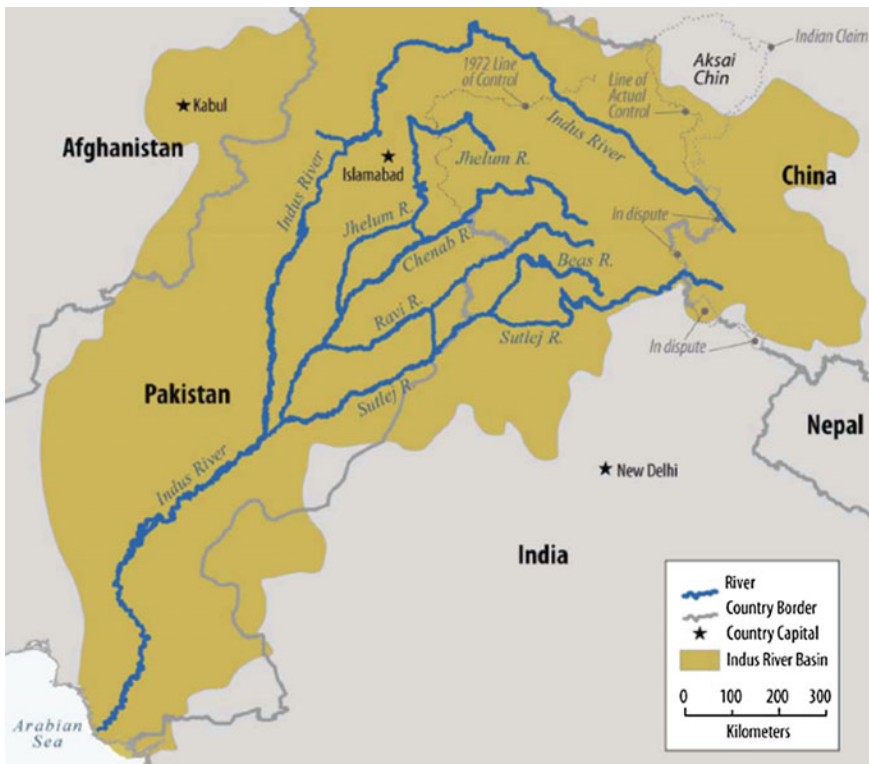 Indian Claim
Aksai
Chin
1972 Line
of Control
Line of
Actual
Control
Kabul
Afghanistan
Indus River
Islamabad
Jhelum R.
China
Indus River
In dispute
Jhelum R.
Chenab R.
Beas R.
Ravi R.
Sutlej R.
In dispute
Pakistan
Sutlej R.
Nepal
Indus River
New Delhi
India
River
Country Border
Country Capital
Indus River Basin
0 100 200 300
Kilometers
Arabian
Sea